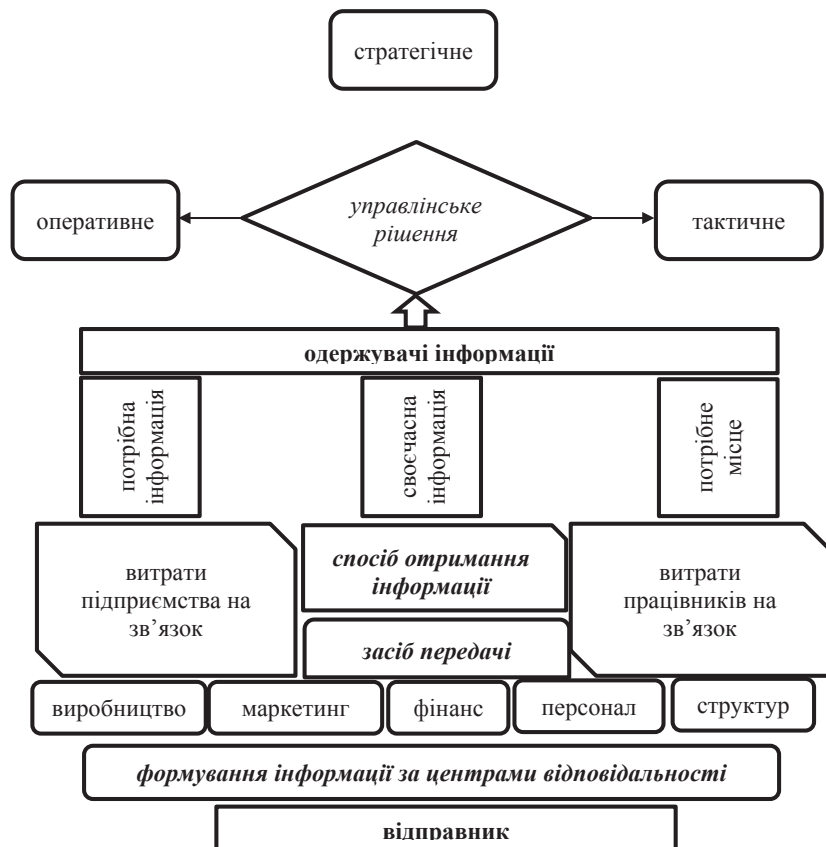 стратегічне
оперативне
управлінське
рішення
тактичне
одержувачі інформації
потрібна
інформація
своєчасна
інформація
потрібне
місце
витрати
підприємства на
зв’язок
спосіб отримання
інформації
засіб передачі
витрати
працівників на
зв’язок
виробництво
маркетинг
фінанс
персонал
структур
формування інформації за центрами відповідальності
відправник